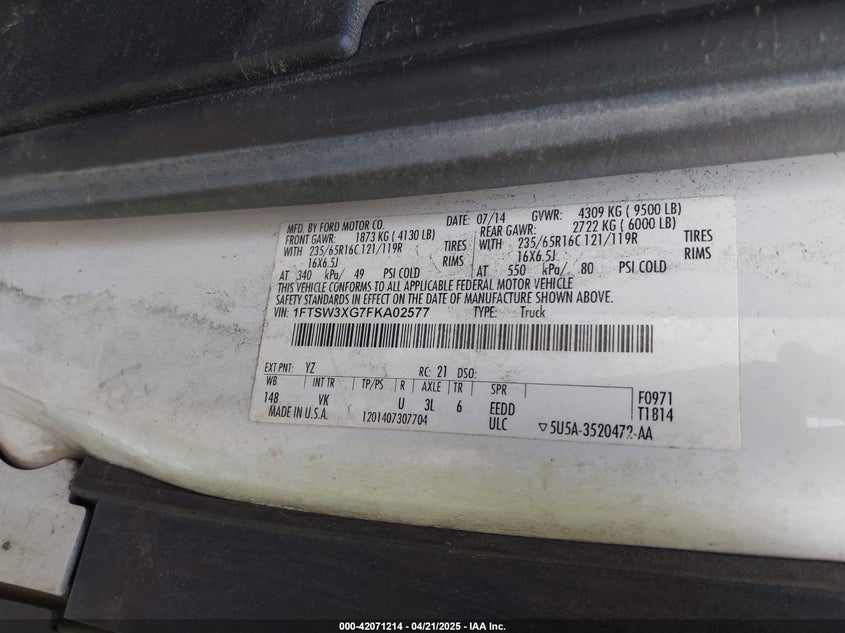 MFD. BY FORD MOTOR CO. DATE: 07/14 GVWR: 4309 KG ( 9500 LB)
FRONT GAWR: 1873 KG ( 4130 LB) REAR GAWR: 2722 KG ( 6000 LB)
WITH 235/65R16C 121/119R TIRES WITH 235/65R16C 121/119R TIRES
16X6.5J RIMS 16X6.5J RIMS
AT 340 kPa/ 49 PSI COLD AT 550 kPa/ 80 PSI COLD
THIS VEHICLE CONFORMS TO ALL APPLICABLE FEDERAL MOTOR VEHICLE
SAFETY STANDARDS IN EFFECT ON THE DATE OF MANUFACTURE SHOWN ABOVE.
VIN: 1FTSW3XG7FKA02577 TYPE: Truck
EXT PNT: YZ RC: 21 DSO:
WB INT TR TP/PS R AXLE TR SPR
148 VK U 3L 6 EEDD F0971
ULC T1814
MADE IN U.S.A. 1201407307704 ▽5U5A-3520472-AA
000-42071214 - 04/21/2025 - IAA Inc.